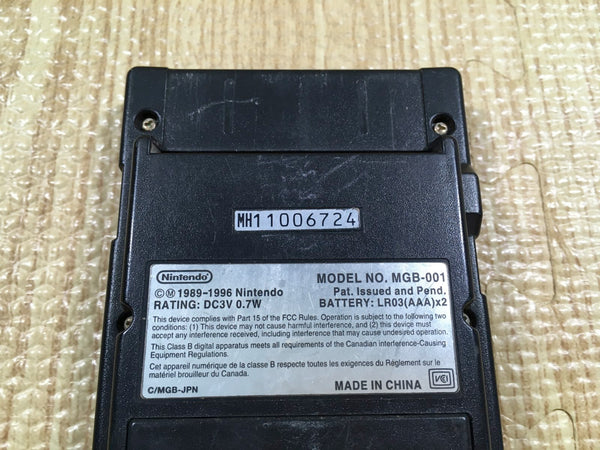 MH11006724
Nintendo
©Ⓜ 1989-1996 Nintendo
RATING: DC3V 0.7W
MODEL NO. MGB-001
Pat. Issued and Pend.
BATTERY: LR03(AAA)x2
This device complies with Part 15 of the FCC Rules. Operation is subject to the following two
conditions: (1) This device may not cause harmful interference, and (2) this device must
accept any interference received, including interference that may cause undesired operation.
This Class B digital apparatus meets all requirements of the Canadian Interference-Causing
Equipment Regulations.
Cet appareil numérique de la classe B respecte toutes les exigences du Règlement sur le
matériel brouilleur du Canada.
C/MGB-JPN
MADE IN CHINA